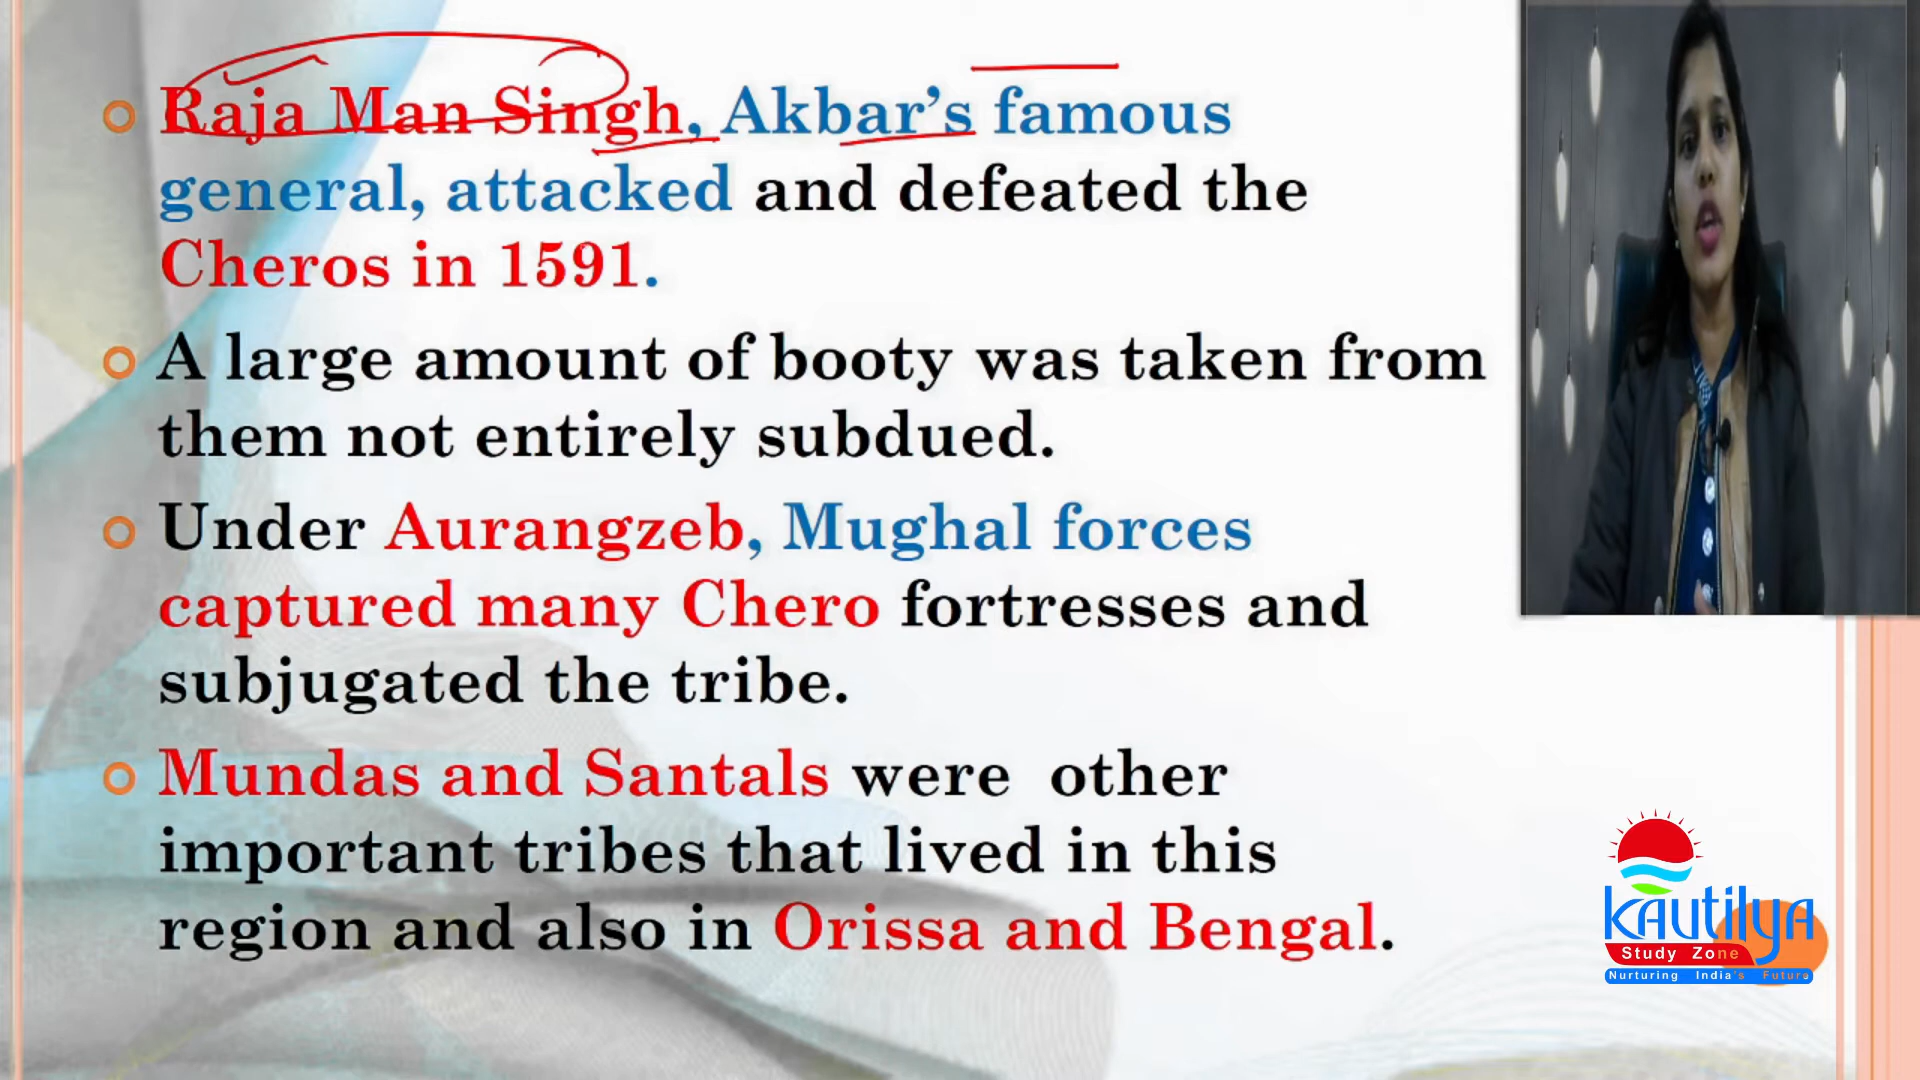 Raja Man Singh, Akbar's famous
general, attacked and defeated the
Cheros in 1591.
A large amount of booty was taken from
them not entirely subdued.
Under Aurangzeb, Mughal forces
captured many Chero fortresses and
subjugated the tribe.
Mundas and Santals were other
important tribes that lived in this
region and also in Orissa and Bengal.
Kautilya
Study Zone
Nurturing India's Future